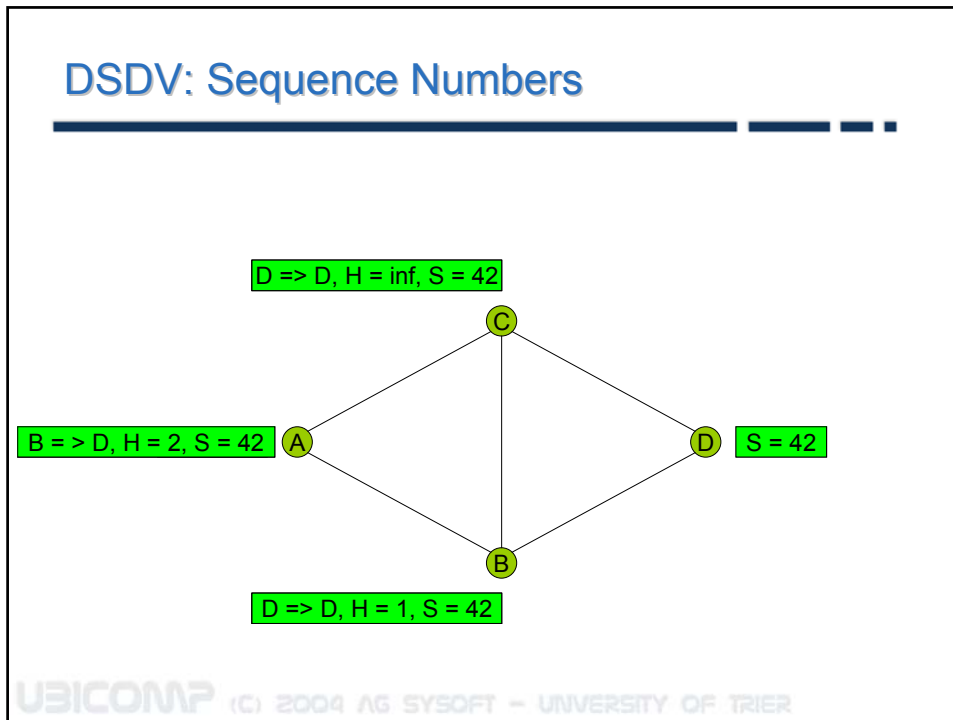 DSDV: Sequence Numbers
D => D, H = inf, S = 42
C
B = > D, H = 2, S = 42
A
D
S = 42
B
D => D, H = 1, S = 42
UBICOMP (C) 2004 AG SYSOFT – UNIVERSITY OF TRIER